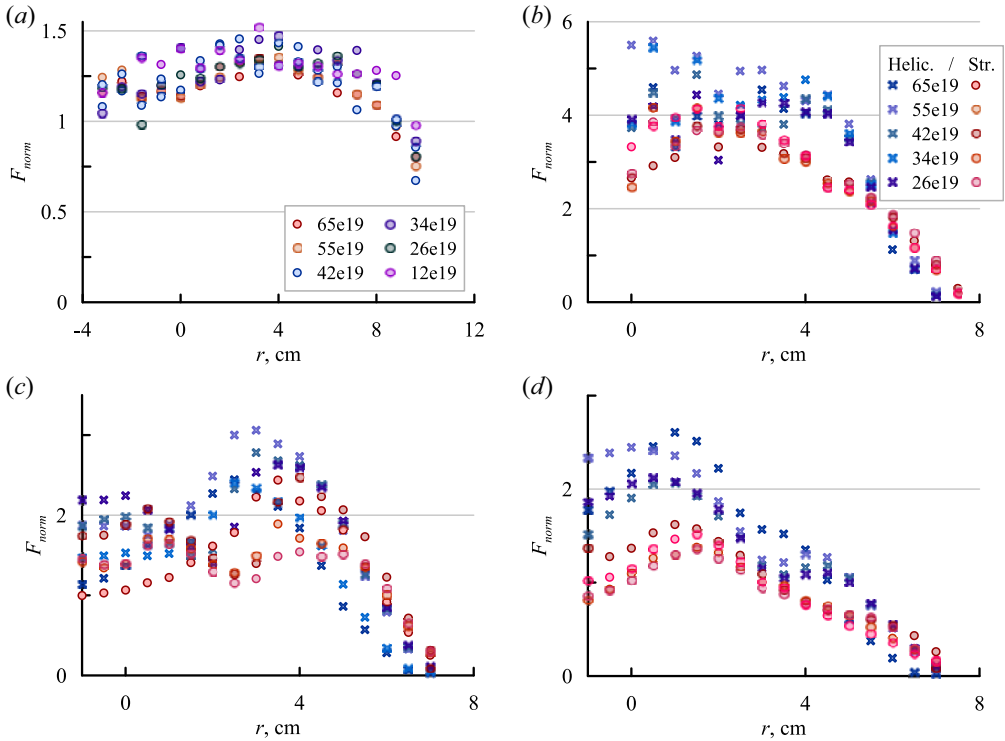 (a)
1.5
1
0.5
0
F_norm
65e19 34e19
55e19 26e19
42e19 12e19
-4 0 4 8 12
r, cm
(b)
6
4
2
0
F_norm
Helic. / Str.
65e19
55e19
42e19
34e19
26e19
0 4 8
r, cm
(c)
2
0
F_norm
0 4 8
r, cm
(d)
2
0
F_norm
0 4 8
r, cm